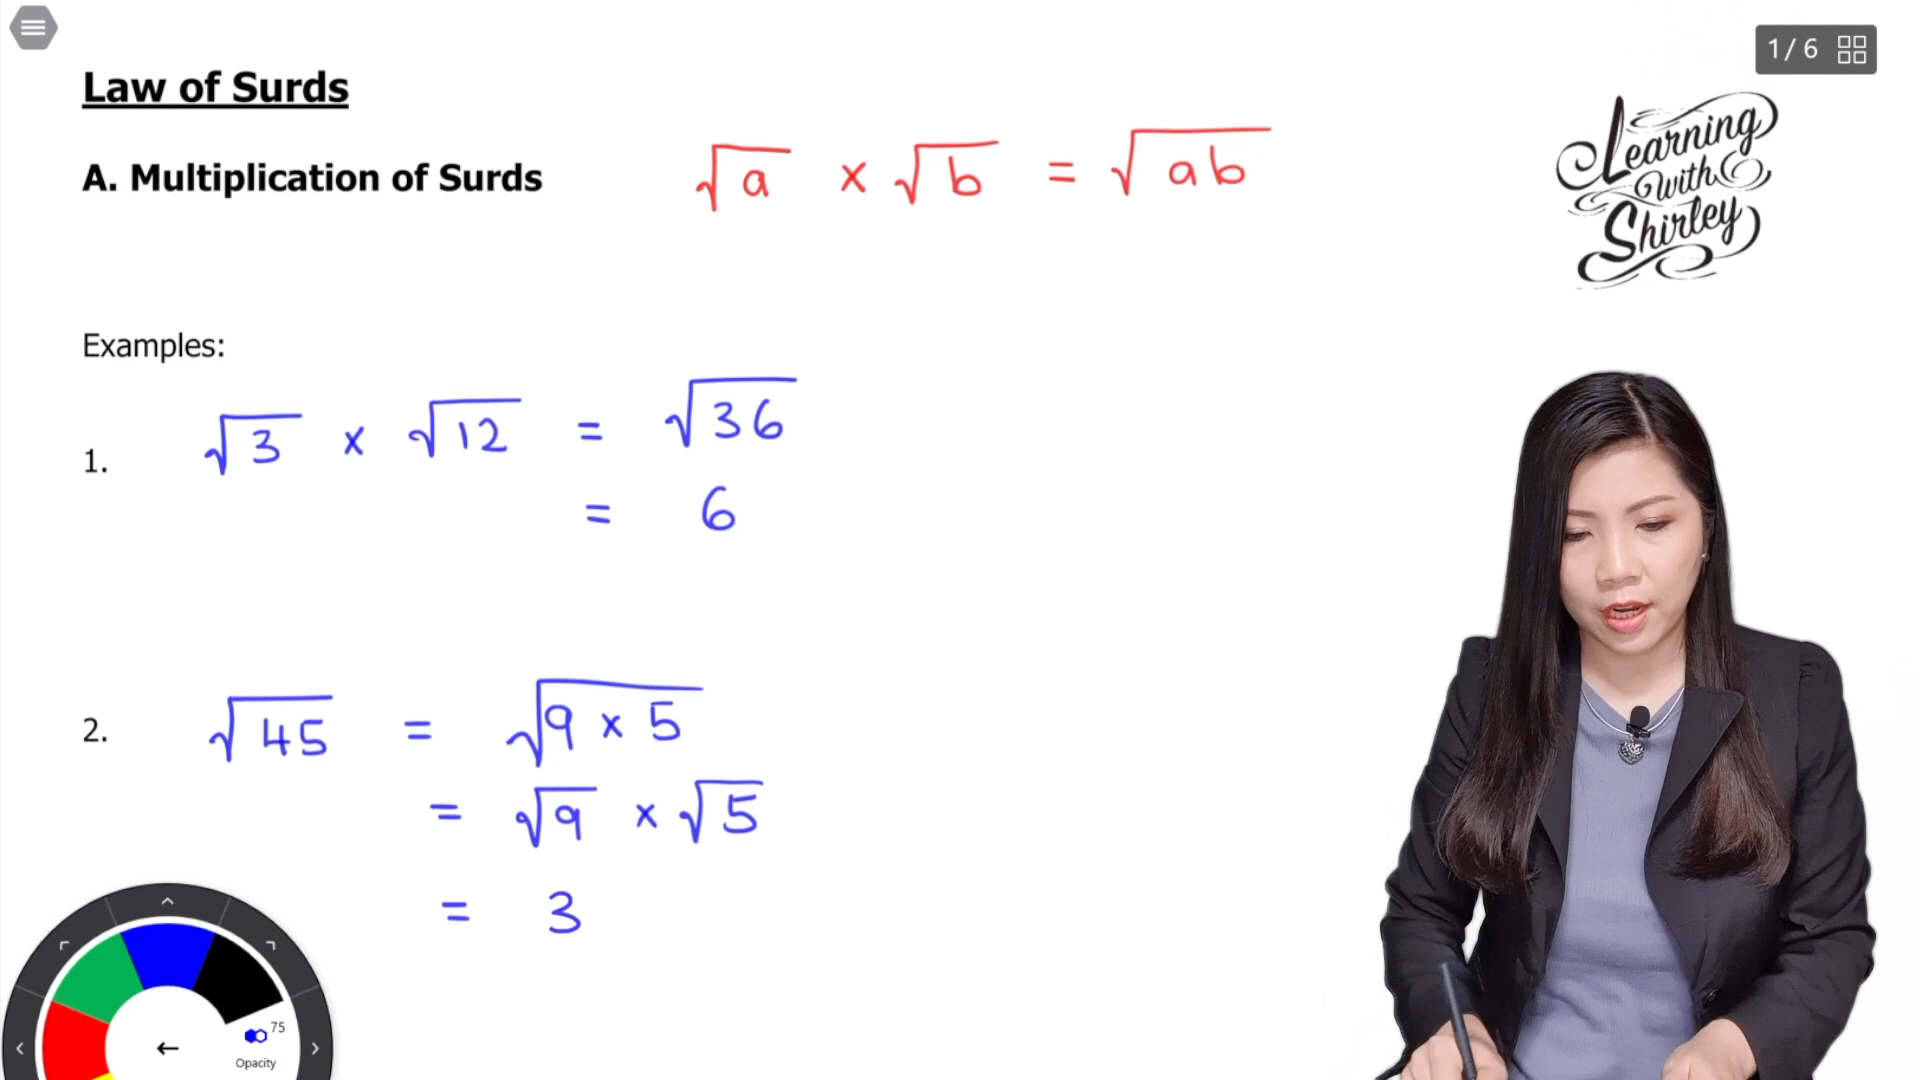 1 / 6
Law of Surds
Learning
with
Shirley
A. Multiplication of Surds √a x √b = √ab
Examples:
1. √3 x √12 = √36
= 6
2. √45 = √9 x 5
= √9 x √5
= 3
75
Opacity